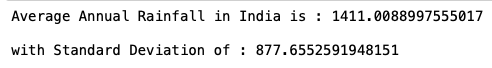 Average Annual Rainfall in India is : 1411.0088997555017
with Standard Deviation of : 877.6552591948151